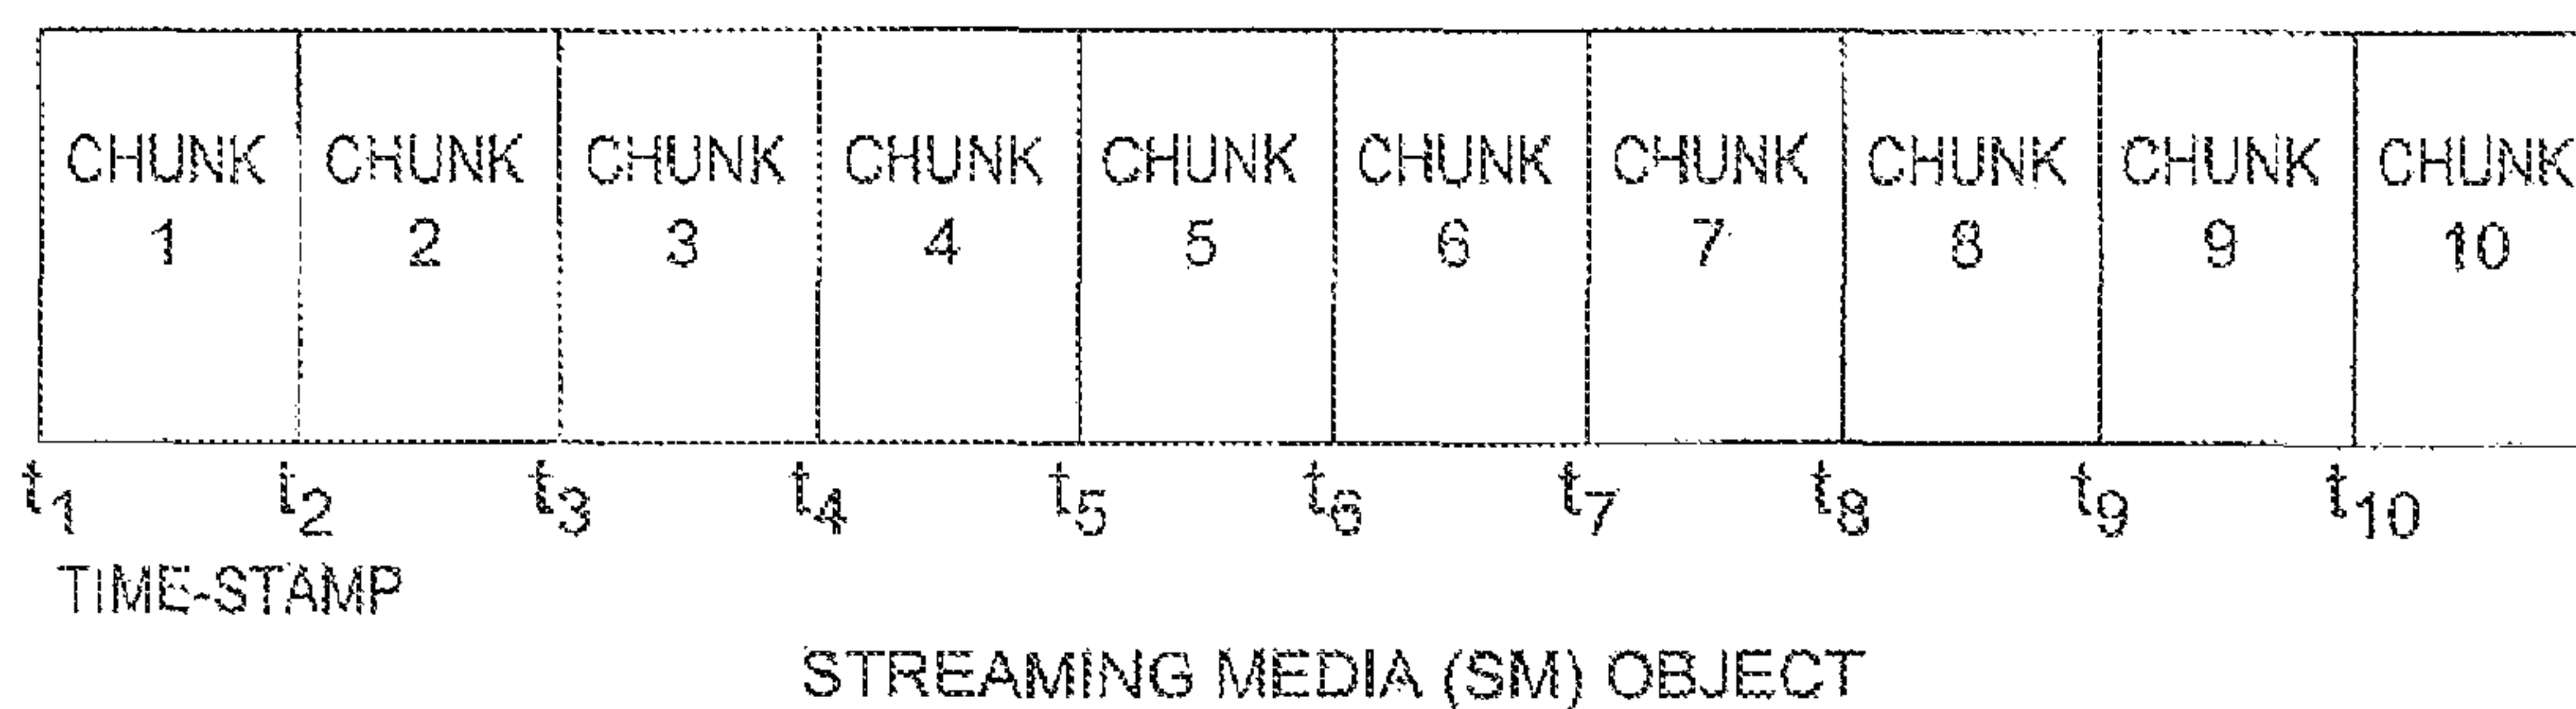 CHUNK CHUNK CHUNK CHUNK CHUNK CHUNK CHUNK CHUNK CHUNK CHUNK
1 2 3 4 5 6 7 8 9 10
t1 t2 t3 t4 t5 t6 t7 t8 t9 t10
TIME-STAMP
STREAMING MEDIA (SM) OBJECT